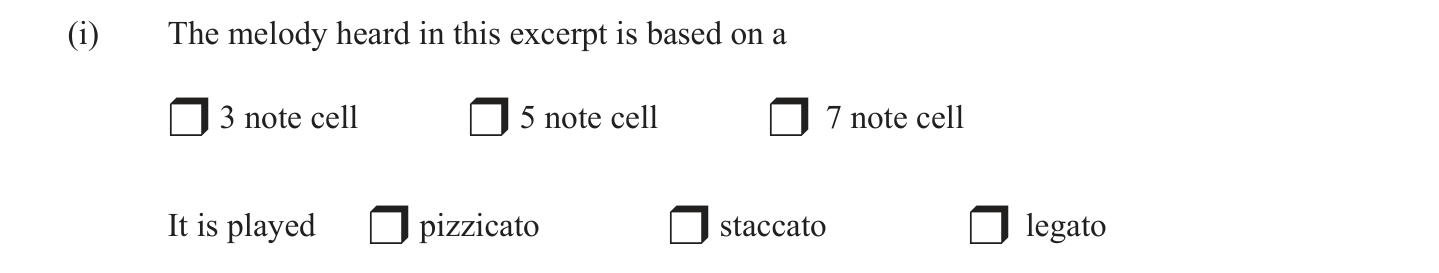 (i) The melody heard in this excerpt is based on a
3 note cell 5 note cell 7 note cell
It is played pizzicato staccato legato